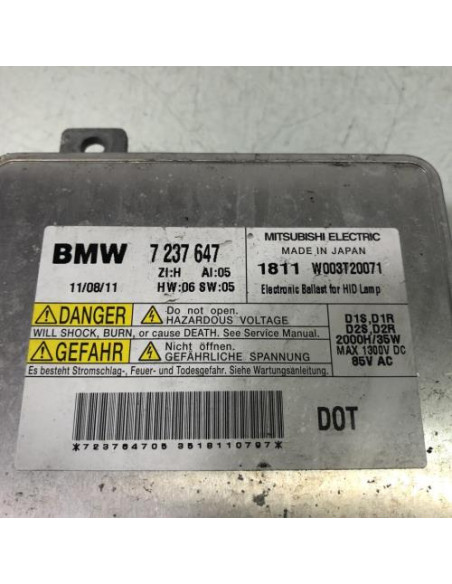 BMW 7 237 647
ZI:H AI:05
11/08/11 HW:06 SW:05
MITSUBISHI ELECTRIC
MADE IN JAPAN
1811 W003T20071
Electronic Ballast for HID Lamp
DANGER Do not open.
HAZARDOUS VOLTAGE
WILL SHOCK, BURN, or cause DEATH. See Service Manual.
GEFAHR Nicht öffnen.
GEFÄHRLICHE SPANNUNG
Es besteht Stromschlag-, Feuer- und Todesgefahr. Siehe Werkstatthandbuch.
D1S,D1R
D2S,D2R
2000H/35W
MAX 1300V DC
85V AC
*723764705 3518110797*
DOT